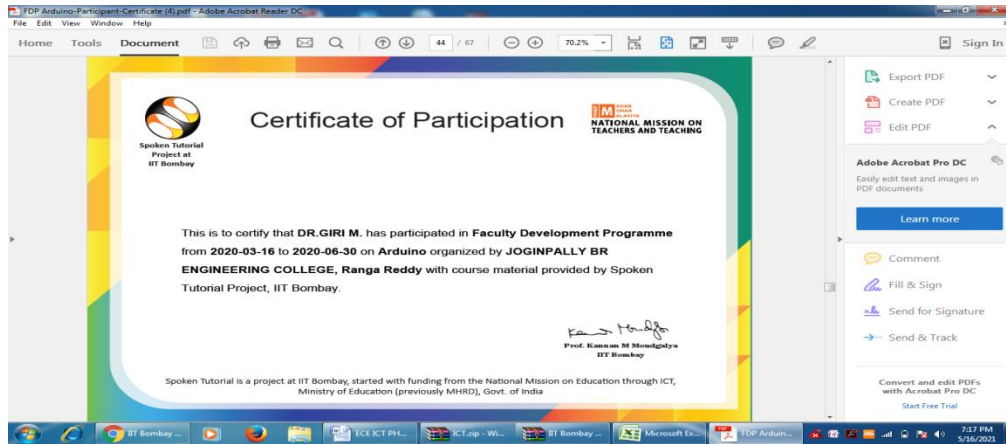 FDP Arduino-Participant-Certificate (4).pdf - Adobe Acrobat Reader DC
File Edit View Window Help
Home Tools Document 44 / 67 70.2% Sign In
Spoken Tutorial
Project at
IIT Bombay
Certificate of Participation
NATIONAL MISSION ON
TEACHERS AND TEACHING
This is to certify that DR.GIRI M. has participated in Faculty Development Programme
from 2020-03-16 to 2020-06-30 on Arduino organized by JOGINPALLY BR
ENGINEERING COLLEGE, Ranga Reddy with course material provided by Spoken
Tutorial Project, IIT Bombay.
Prof. Kannan M Moudgalya
IIT Bombay
Spoken Tutorial is a project at IIT Bombay, started with funding from the National Mission on Education through ICT,
Ministry of Education (previously MHRD), Govt. of India
Export PDF
Create PDF
Edit PDF
Adobe Acrobat Pro DC
Easily edit text and images in
PDF documents
Learn more
Comment
Fill & Sign
Send for Signature
Send & Track
Convert and edit PDFs
with Acrobat Pro DC
Start Free Trial
IIT Bombay ... ECE ICT PH... ICT.zip - Wi... IIT Bombay ... Microsoft Ex... FDP Arduin... 7:17 PM
5/16/2021